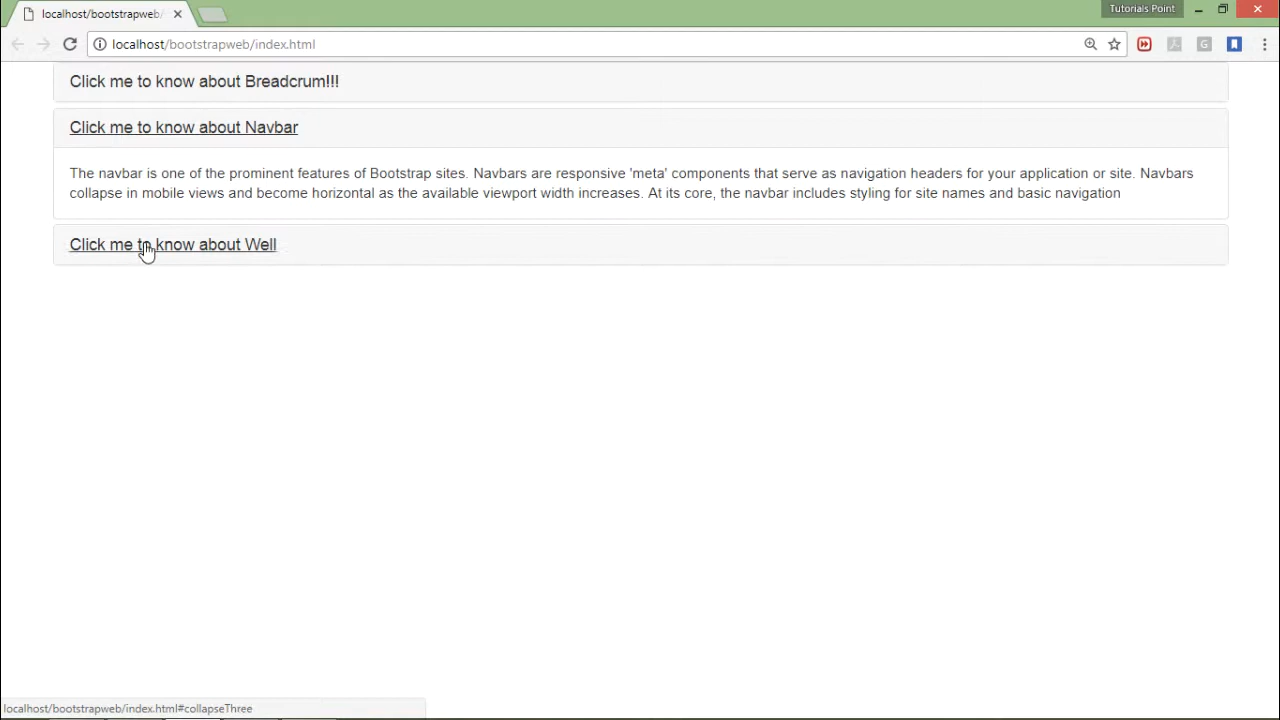 localhost/bootstrapweb/
Tutorials Point
localhost/bootstrapweb/index.html
Click me to know about Breadcrum!!!
Click me to know about Navbar
The navbar is one of the prominent features of Bootstrap sites. Navbars are responsive 'meta' components that serve as navigation headers for your application or site. Navbars
collapse in mobile views and become horizontal as the available viewport width increases. At its core, the navbar includes styling for site names and basic navigation
Click me to know about Well
localhost/bootstrapweb/index.html#collapseThree